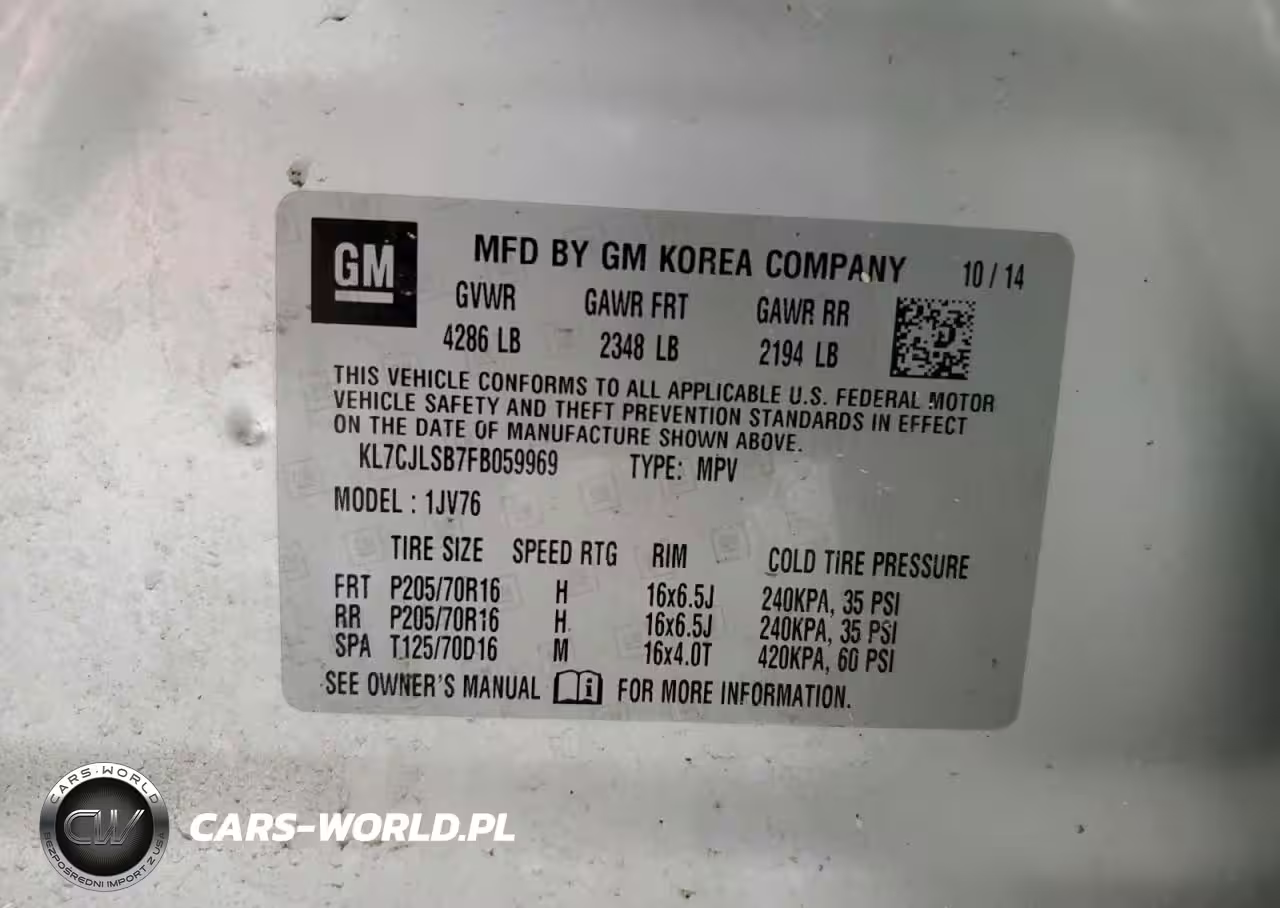 GM
MFD BY GM KOREA COMPANY 10 / 14
GVWR GAWR FRT GAWR RR
4286 LB 2348 LB 2194 LB
THIS VEHICLE CONFORMS TO ALL APPLICABLE U.S. FEDERAL MOTOR
VEHICLE SAFETY AND THEFT PREVENTION STANDARDS IN EFFECT
ON THE DATE OF MANUFACTURE SHOWN ABOVE.
KL7CJLSB7FB059969 TYPE: MPV
MODEL : 1JV76
TIRE SIZE SPEED RTG RIM COLD TIRE PRESSURE
FRT P205/70R16 H 16x6.5J 240KPA, 35 PSI
RR P205/70R16 H 16x6.5J 240KPA, 35 PSI
SPA T125/70D16 M 16x4.0T 420KPA, 60 PSI
SEE OWNER'S MANUAL i FOR MORE INFORMATION.
CARS-WORLD
CW
BEZPOŚREDNI IMPORT Z USA
CARS-WORLD.PL